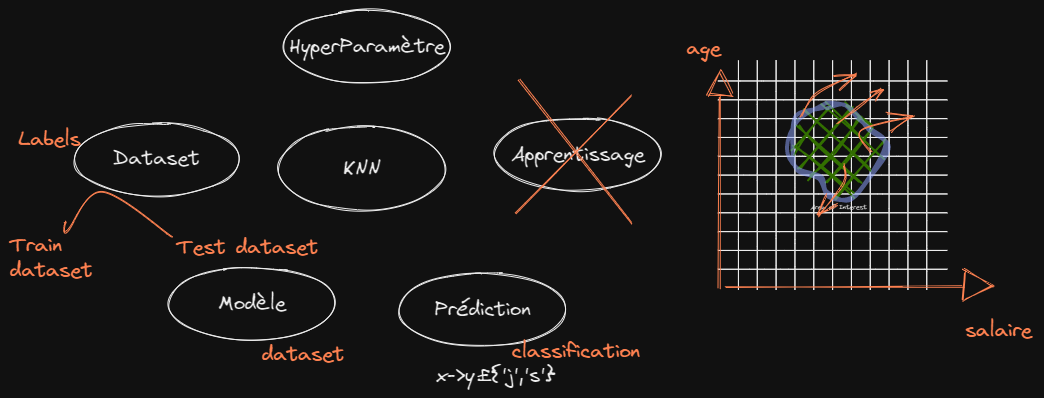 HyperParamètre
age
Labels
Dataset
KNN
Apprentissage
Area of Interest
Train
dataset
Test dataset
Modèle
Prédiction
salaire
dataset
classification
x->y±{'j','s'}